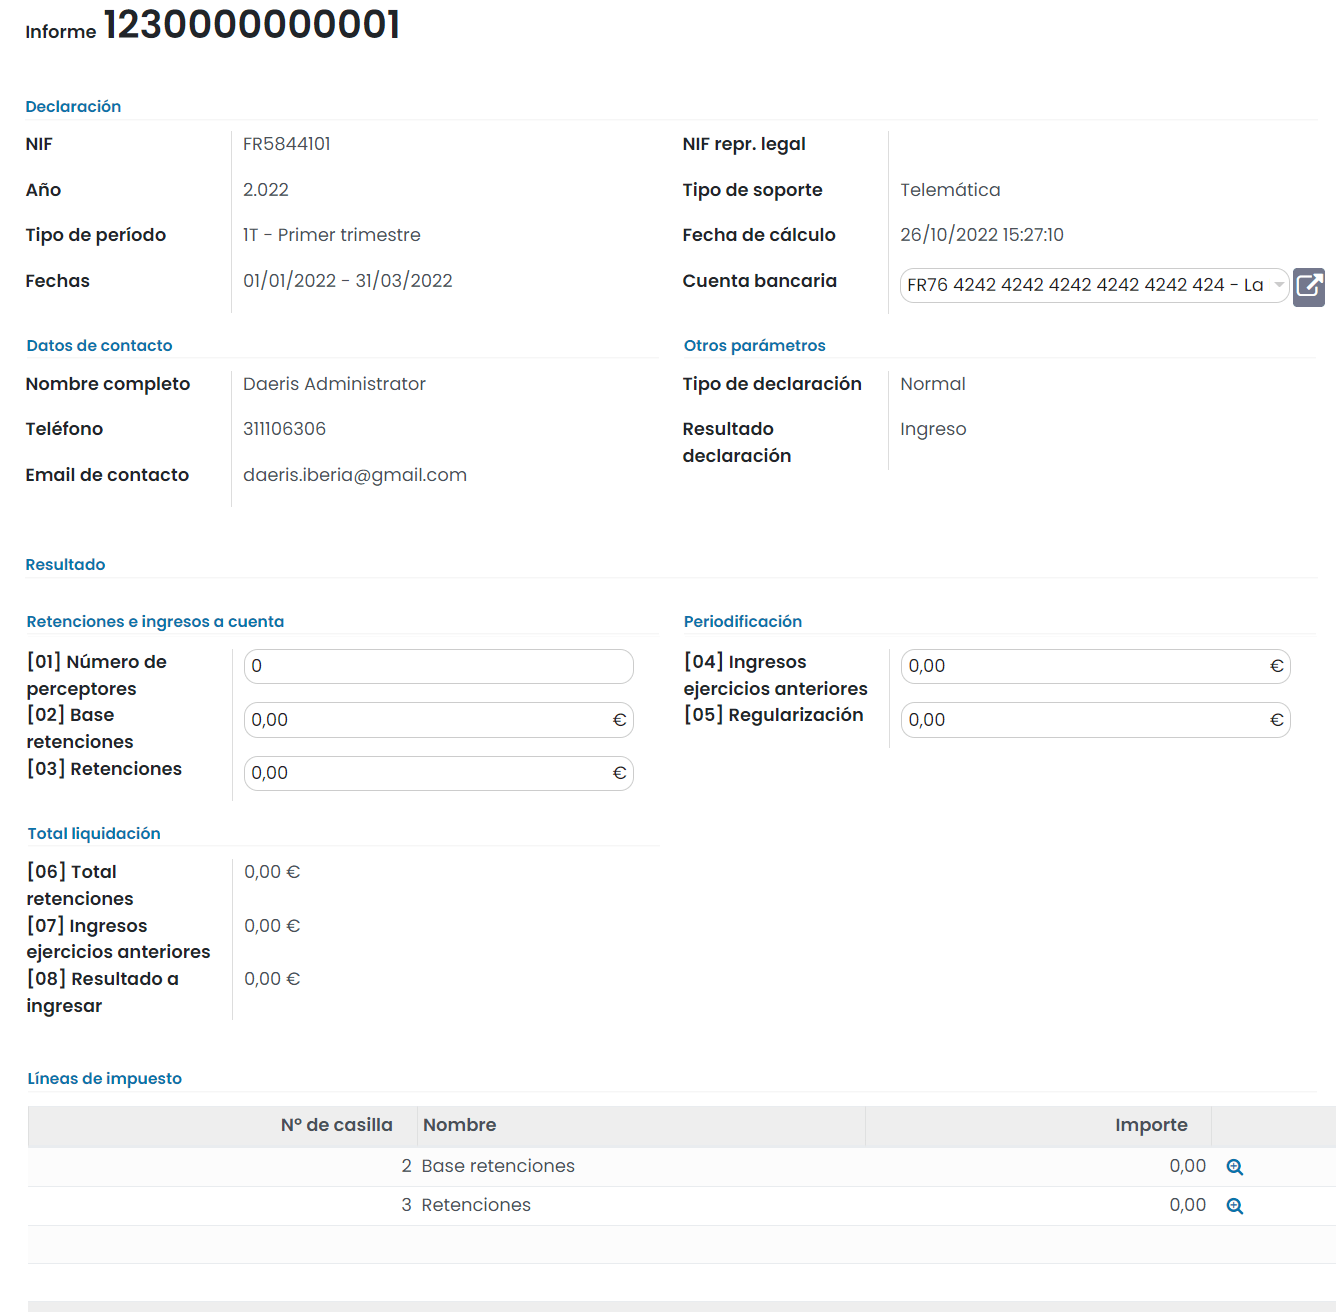 Informe 1230000000001
Declaración
NIF FR5844101
NIF repr. legal
Año 2.022
Tipo de soporte Telemática
Tipo de período 1T - Primer trimestre
Fecha de cálculo 26/10/2022 15:27:10
Fechas 01/01/2022 - 31/03/2022
Cuenta bancaria FR76 4242 4242 4242 4242 4242 424 - La
Datos de contacto
Nombre completo Daeris Administrator
Teléfono 311106306
Email de contacto daeris.iberia@gmail.com
Otros parámetros
Tipo de declaración Normal
Resultado Ingreso
declaración
Resultado
Retenciones e ingresos a cuenta
[01] Número de 0
perceptores
[02] Base 0,00 €
retenciones
[03] Retenciones 0,00 €
Periodificación
[04] Ingresos 0,00 €
ejercicios anteriores
[05] Regularización 0,00 €
Total liquidación
[06] Total 0,00 €
retenciones
[07] Ingresos 0,00 €
ejercicios anteriores
[08] Resultado a 0,00 €
ingresar
Líneas de impuesto
Nº de casilla Nombre Importe
2 Base retenciones 0,00
3 Retenciones 0,00